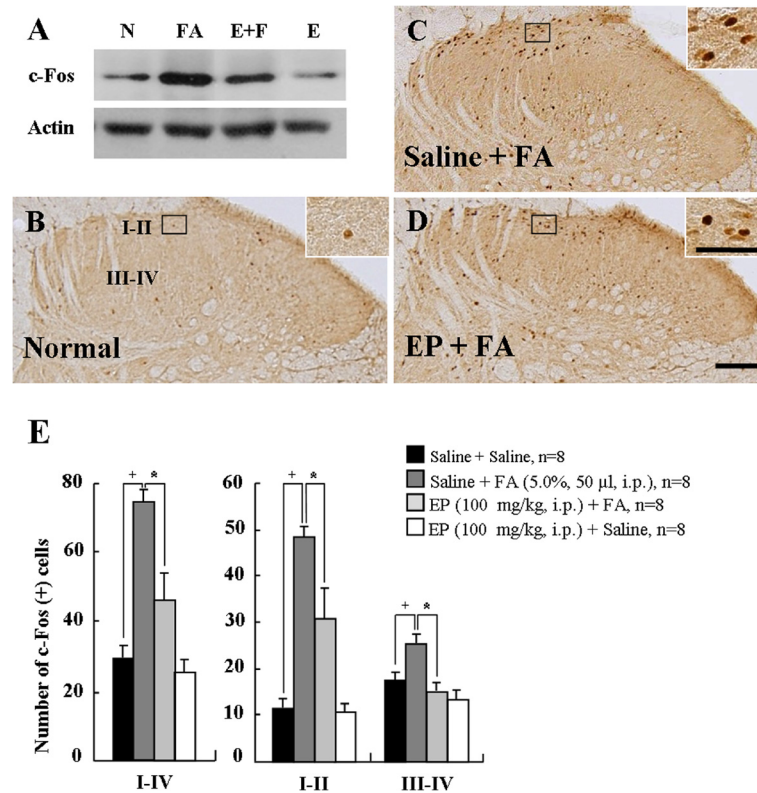 A
N FA E+F E
c-Fos
Actin
C
Saline + FA
B
I-II
III-IV
Normal
D
EP + FA
E
Saline + Saline, n=8
Saline + FA (5.0%, 50 µl, i.p.), n=8
EP (100 mg/kg, i.p.) + FA, n=8
EP (100 mg/kg, i.p.) + Saline, n=8
Number of c-Fos (+) cells
80
60
40
20
0
+ *
I-IV
60
50
40
30
20
10
0
+ *
I-II
+ *
III-IV